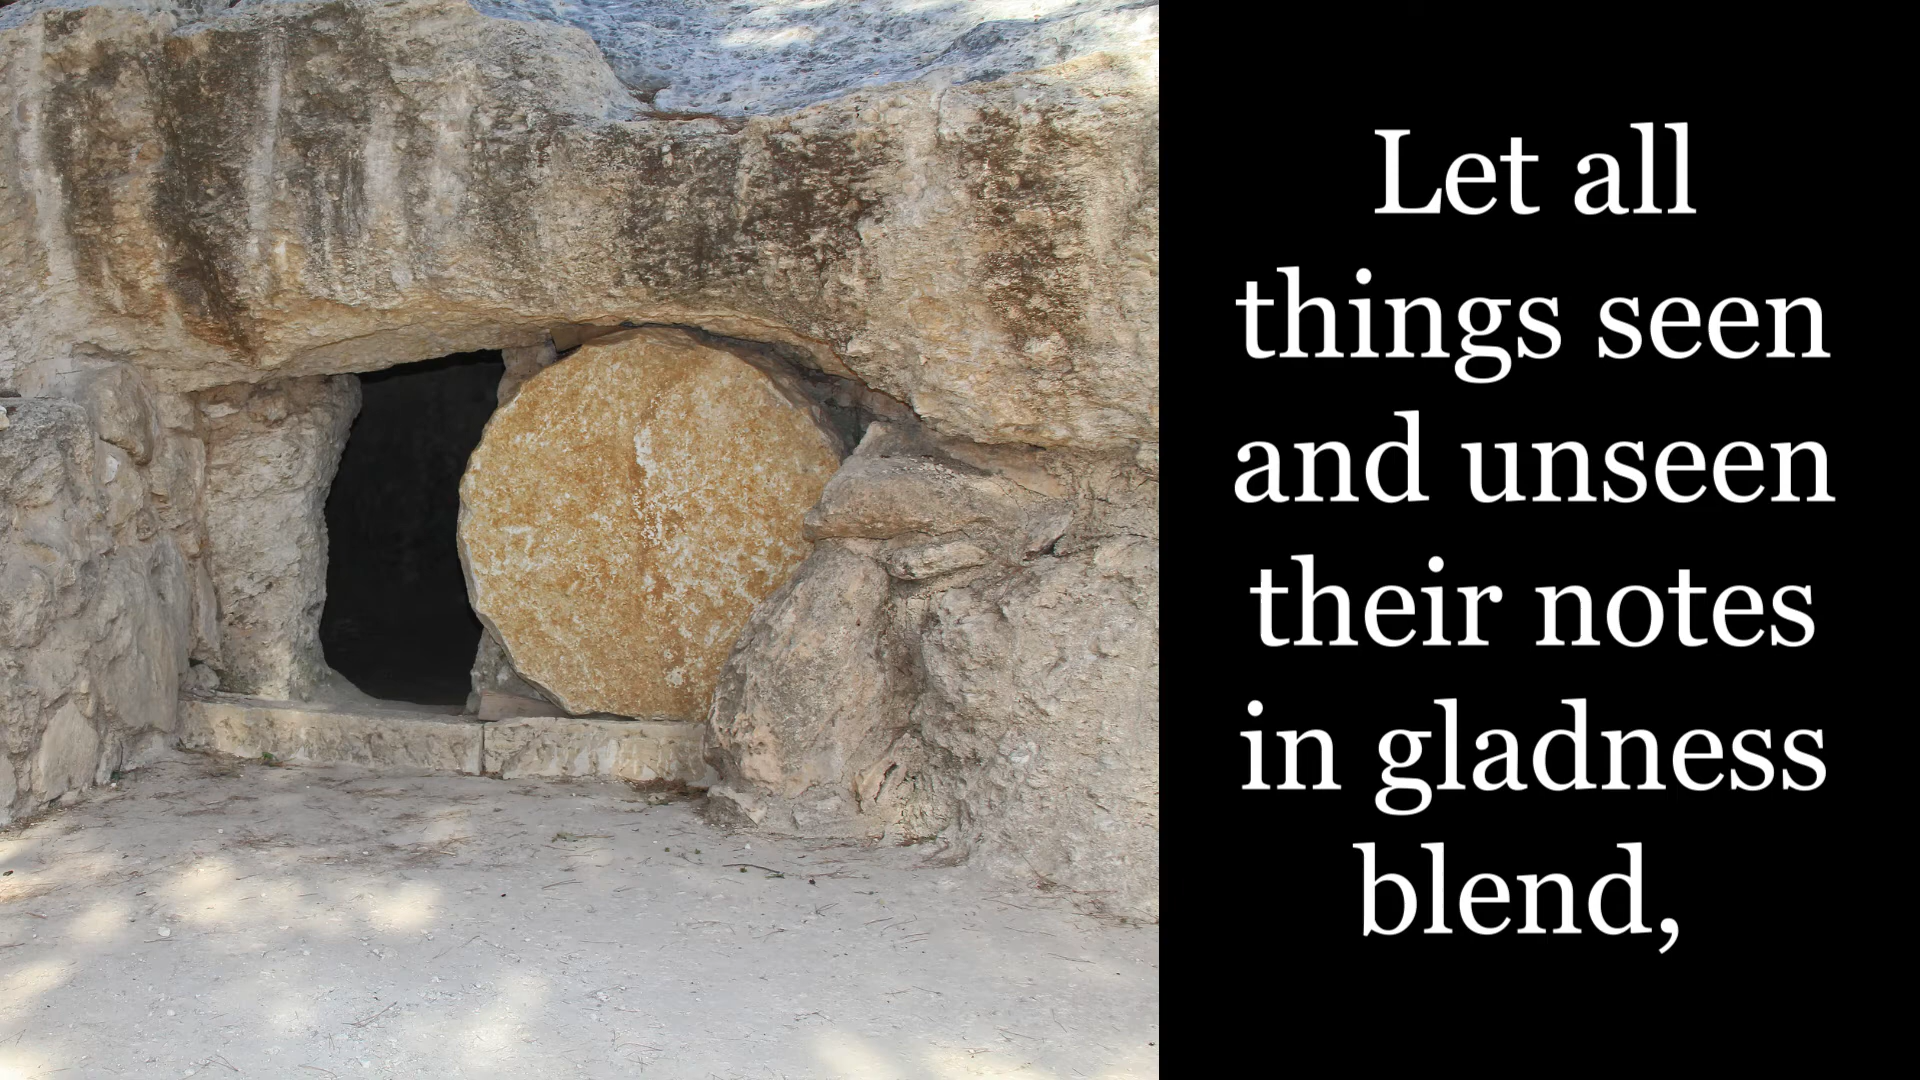 Let all
things seen
and unseen
their notes
in gladness
blend,